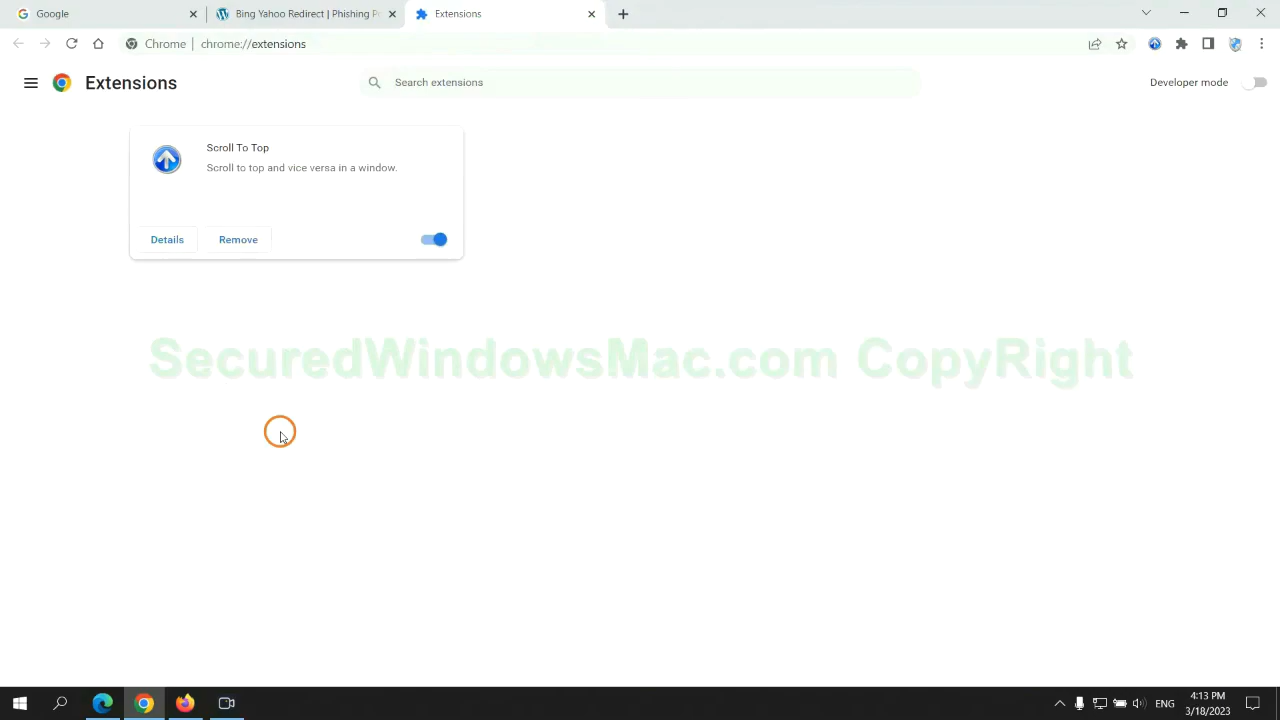 Google
Bing Yahoo Redirect | Phishing P
Extensions
Chrome
chrome://extensions
Extensions
Search extensions
Developer mode
Scroll To Top
Scroll to top and vice versa in a window.
Details
Remove
SecuredWindowsMac.com CopyRight
ENG
4:13 PM
3/18/2023